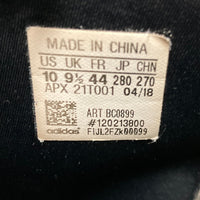 MADE IN CHINA
US UK FR JP CHN
10 9½ 44 280 270
APX 21T001 04/18
ART BC0899
#120213800
adidas FIJL2FZk00099